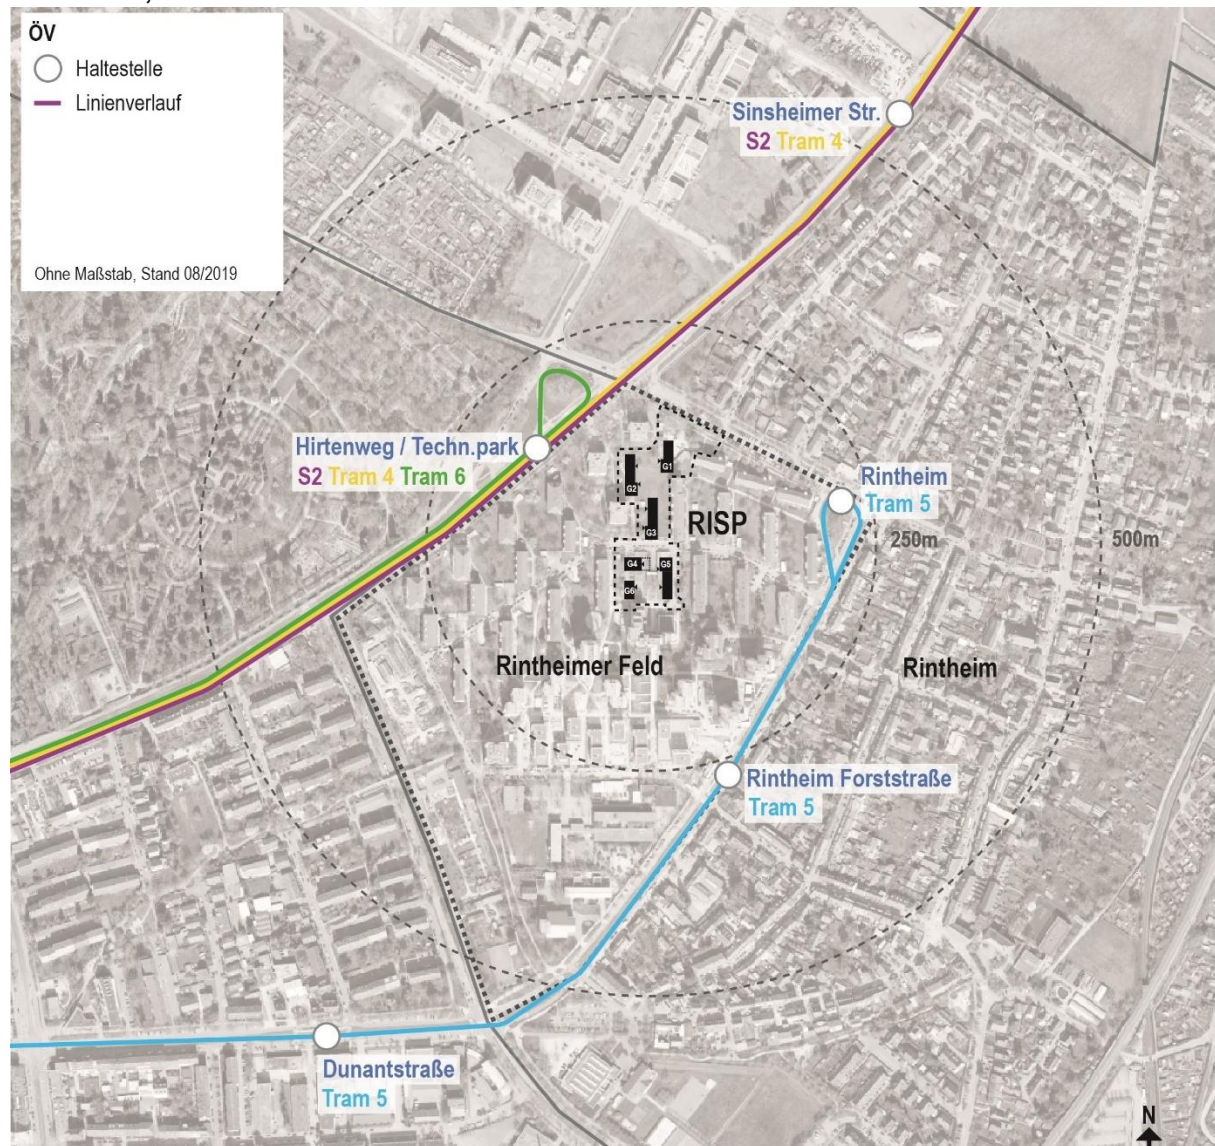 ÖV
Haltestelle
Linienverlauf
Ohne Maßstab, Stand 08/2019
Sinsheimer Str.
S2 Tram 4
Hirtenweg / Techn.park
S2 Tram 4 Tram 6
G1
G2
G3
RISP
Rintheim
Tram 5
250m
500m
G4
G5
G6
Rintheimer Feld
Rintheim
Rintheim Forststraße
Tram 5
Dunantstraße
Tram 5
N